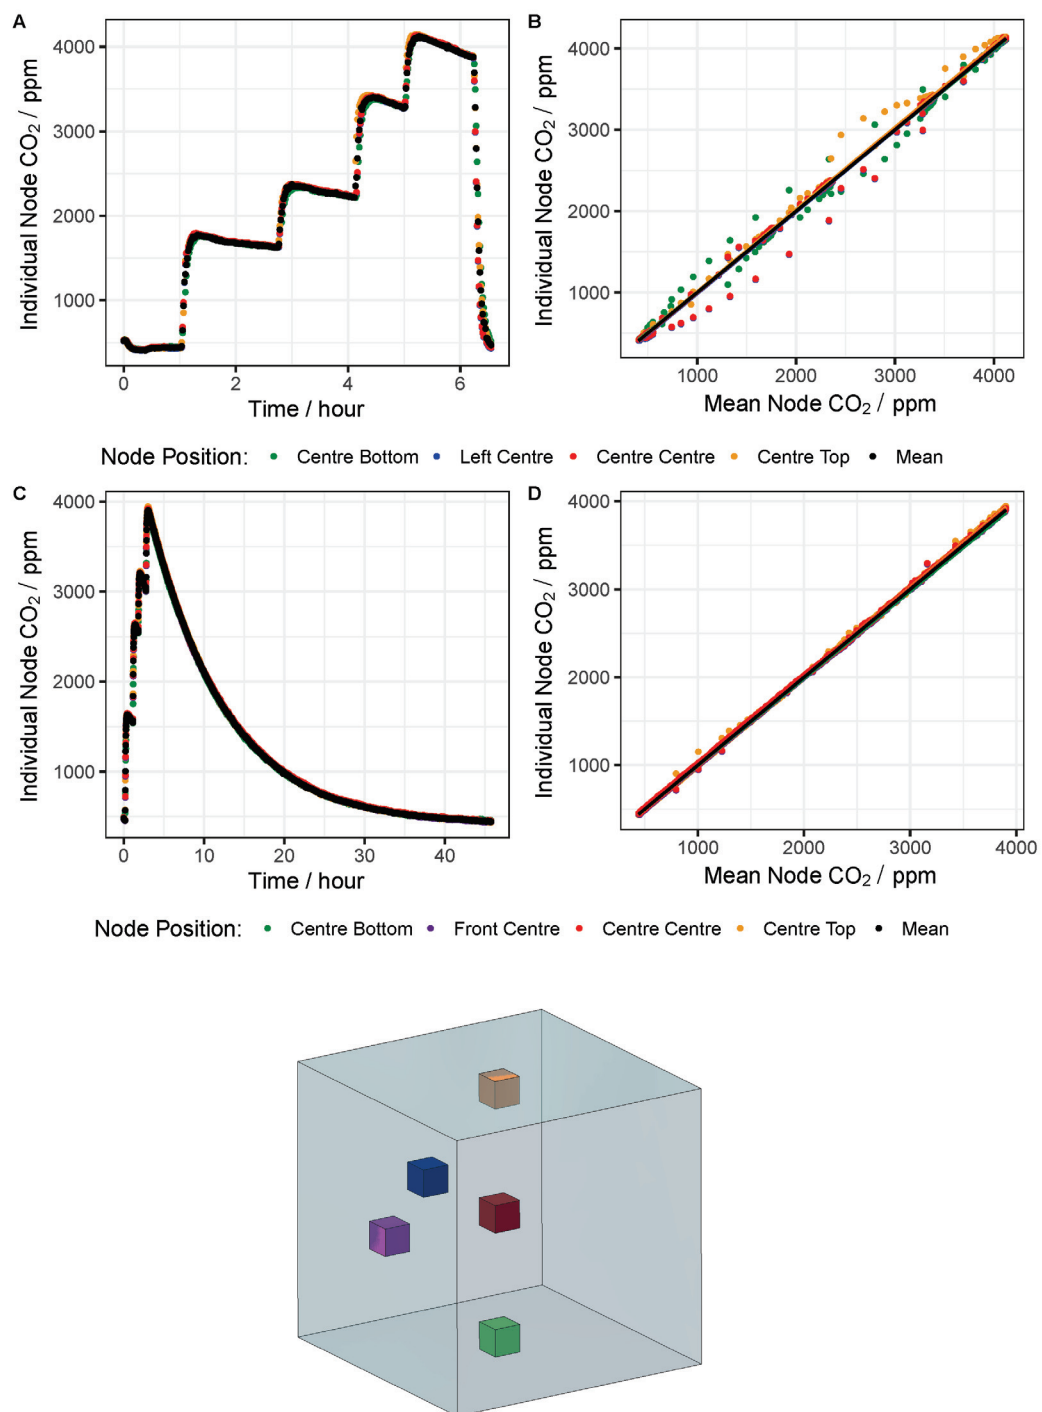 A
Individual Node CO₂ / ppm
4000
3000
2000
1000
0 2 4 6
Time / hour
B
Individual Node CO₂ / ppm
4000
3000
2000
1000
1000 2000 3000 4000
Mean Node CO₂ / ppm
Node Position: Centre Bottom Left Centre Centre Centre Centre Top Mean
C
Individual Node CO₂ / ppm
4000
3000
2000
1000
0 10 20 30 40
Time / hour
D
Individual Node CO₂ / ppm
4000
3000
2000
1000
1000 2000 3000 4000
Mean Node CO₂ / ppm
Node Position: Centre Bottom Front Centre Centre Centre Centre Top Mean